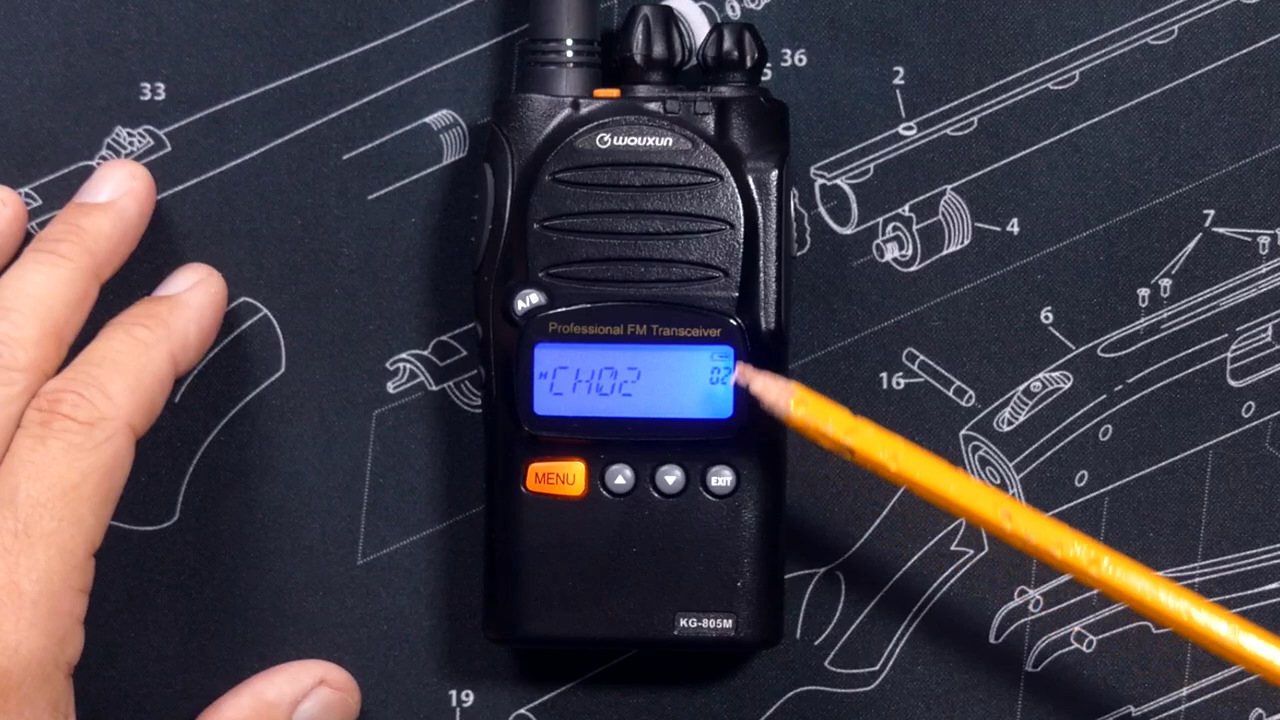 33
36
2
WOUXUN
4
7
A/B
Professional FM Transceiver
6
CH02
02
16
MENU
EXIT
KG-805M
19